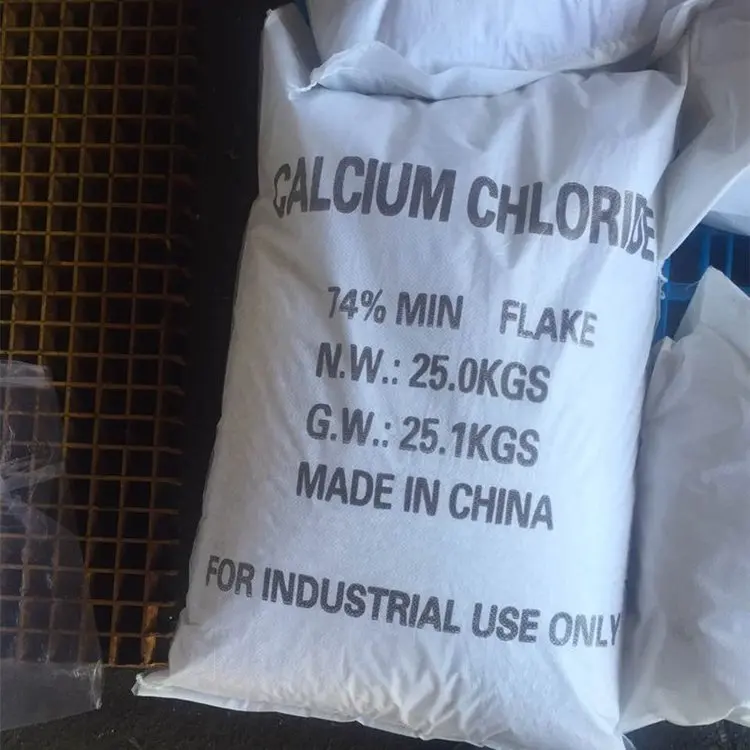 CALCIUM CHLORIDE
74% MIN FLAKE
N.W.: 25.0KGS
G.W.: 25.1KGS
MADE IN CHINA
FOR INDUSTRIAL USE ONLY